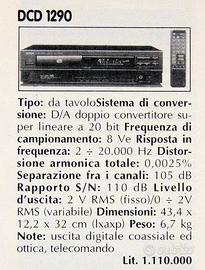 DCD 1290
Tipo: da tavolo Sistema di conver-
sione: D/A doppio convertitore su-
per lineare a 20 bit Frequenza di
campionamento: 8 Ve Risposta in
frequenza: 2 ÷ 20.000 Hz Distor-
sione armonica totale: 0,0025%
Separazione fra i canali: 105 dB
Rapporto S/N: 110 dB Livello
d'uscita: 2 V RMS (fisso)/0 ÷ 2V
RMS (variabile) Dimensioni: 43,4 x
12,2 x 32 cm (lxaxp) Peso: 6,7 kg
Note: uscita digitale coassiale ed
ottica, telecomando
Lit. 1.110.000